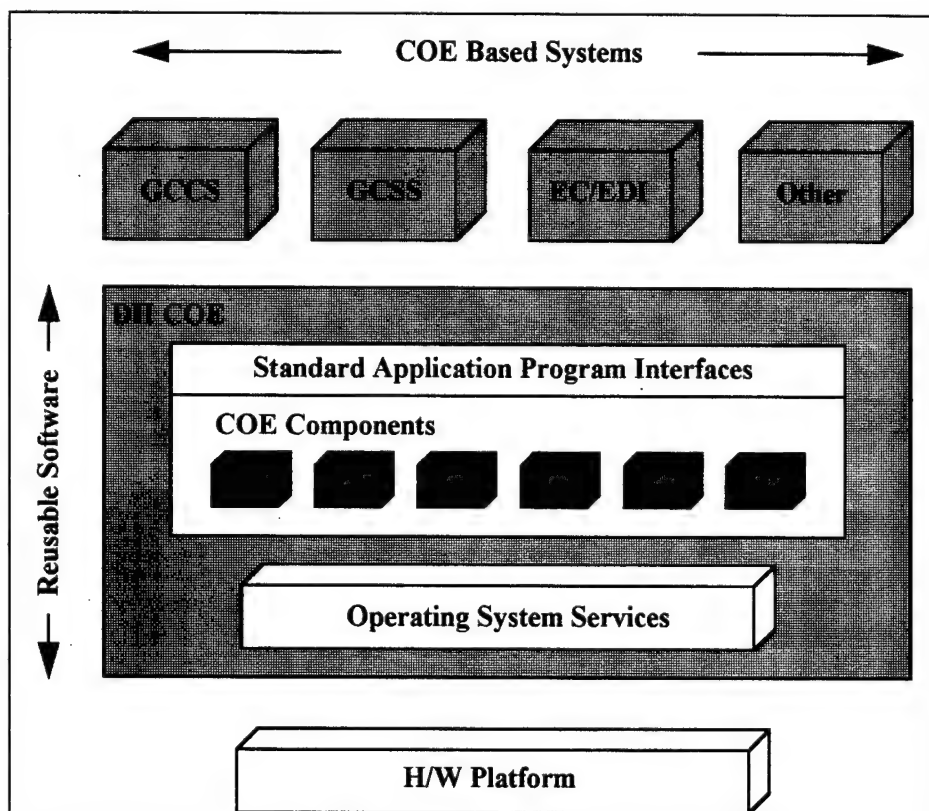 COE Based Systems
GCCS
GCSS
EC/EDI
Other
DII COE
Standard Application Program Interfaces
COE Components
Reusable Software
Operating System Services
H/W Platform